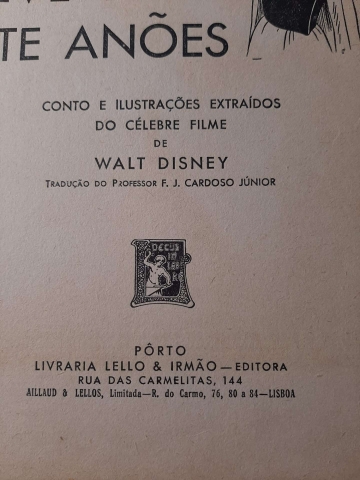 TE ANÕES
CONTO E ILUSTRAÇÕES EXTRAÍDOS
DO CÉLEBRE FILME
DE
WALT DISNEY
TRADUÇÃO DO PROFESSOR F. J. CARDOSO JÚNIOR
DECUS
IN
LABORE
PÔRTO
LIVRARIA LELLO & IRMÃO — EDITORA
RUA DAS CARMELITAS, 144
AILLAUD & LELLOS, Limitada — R. do Carmo, 76, 80 a 84 — LISBOA